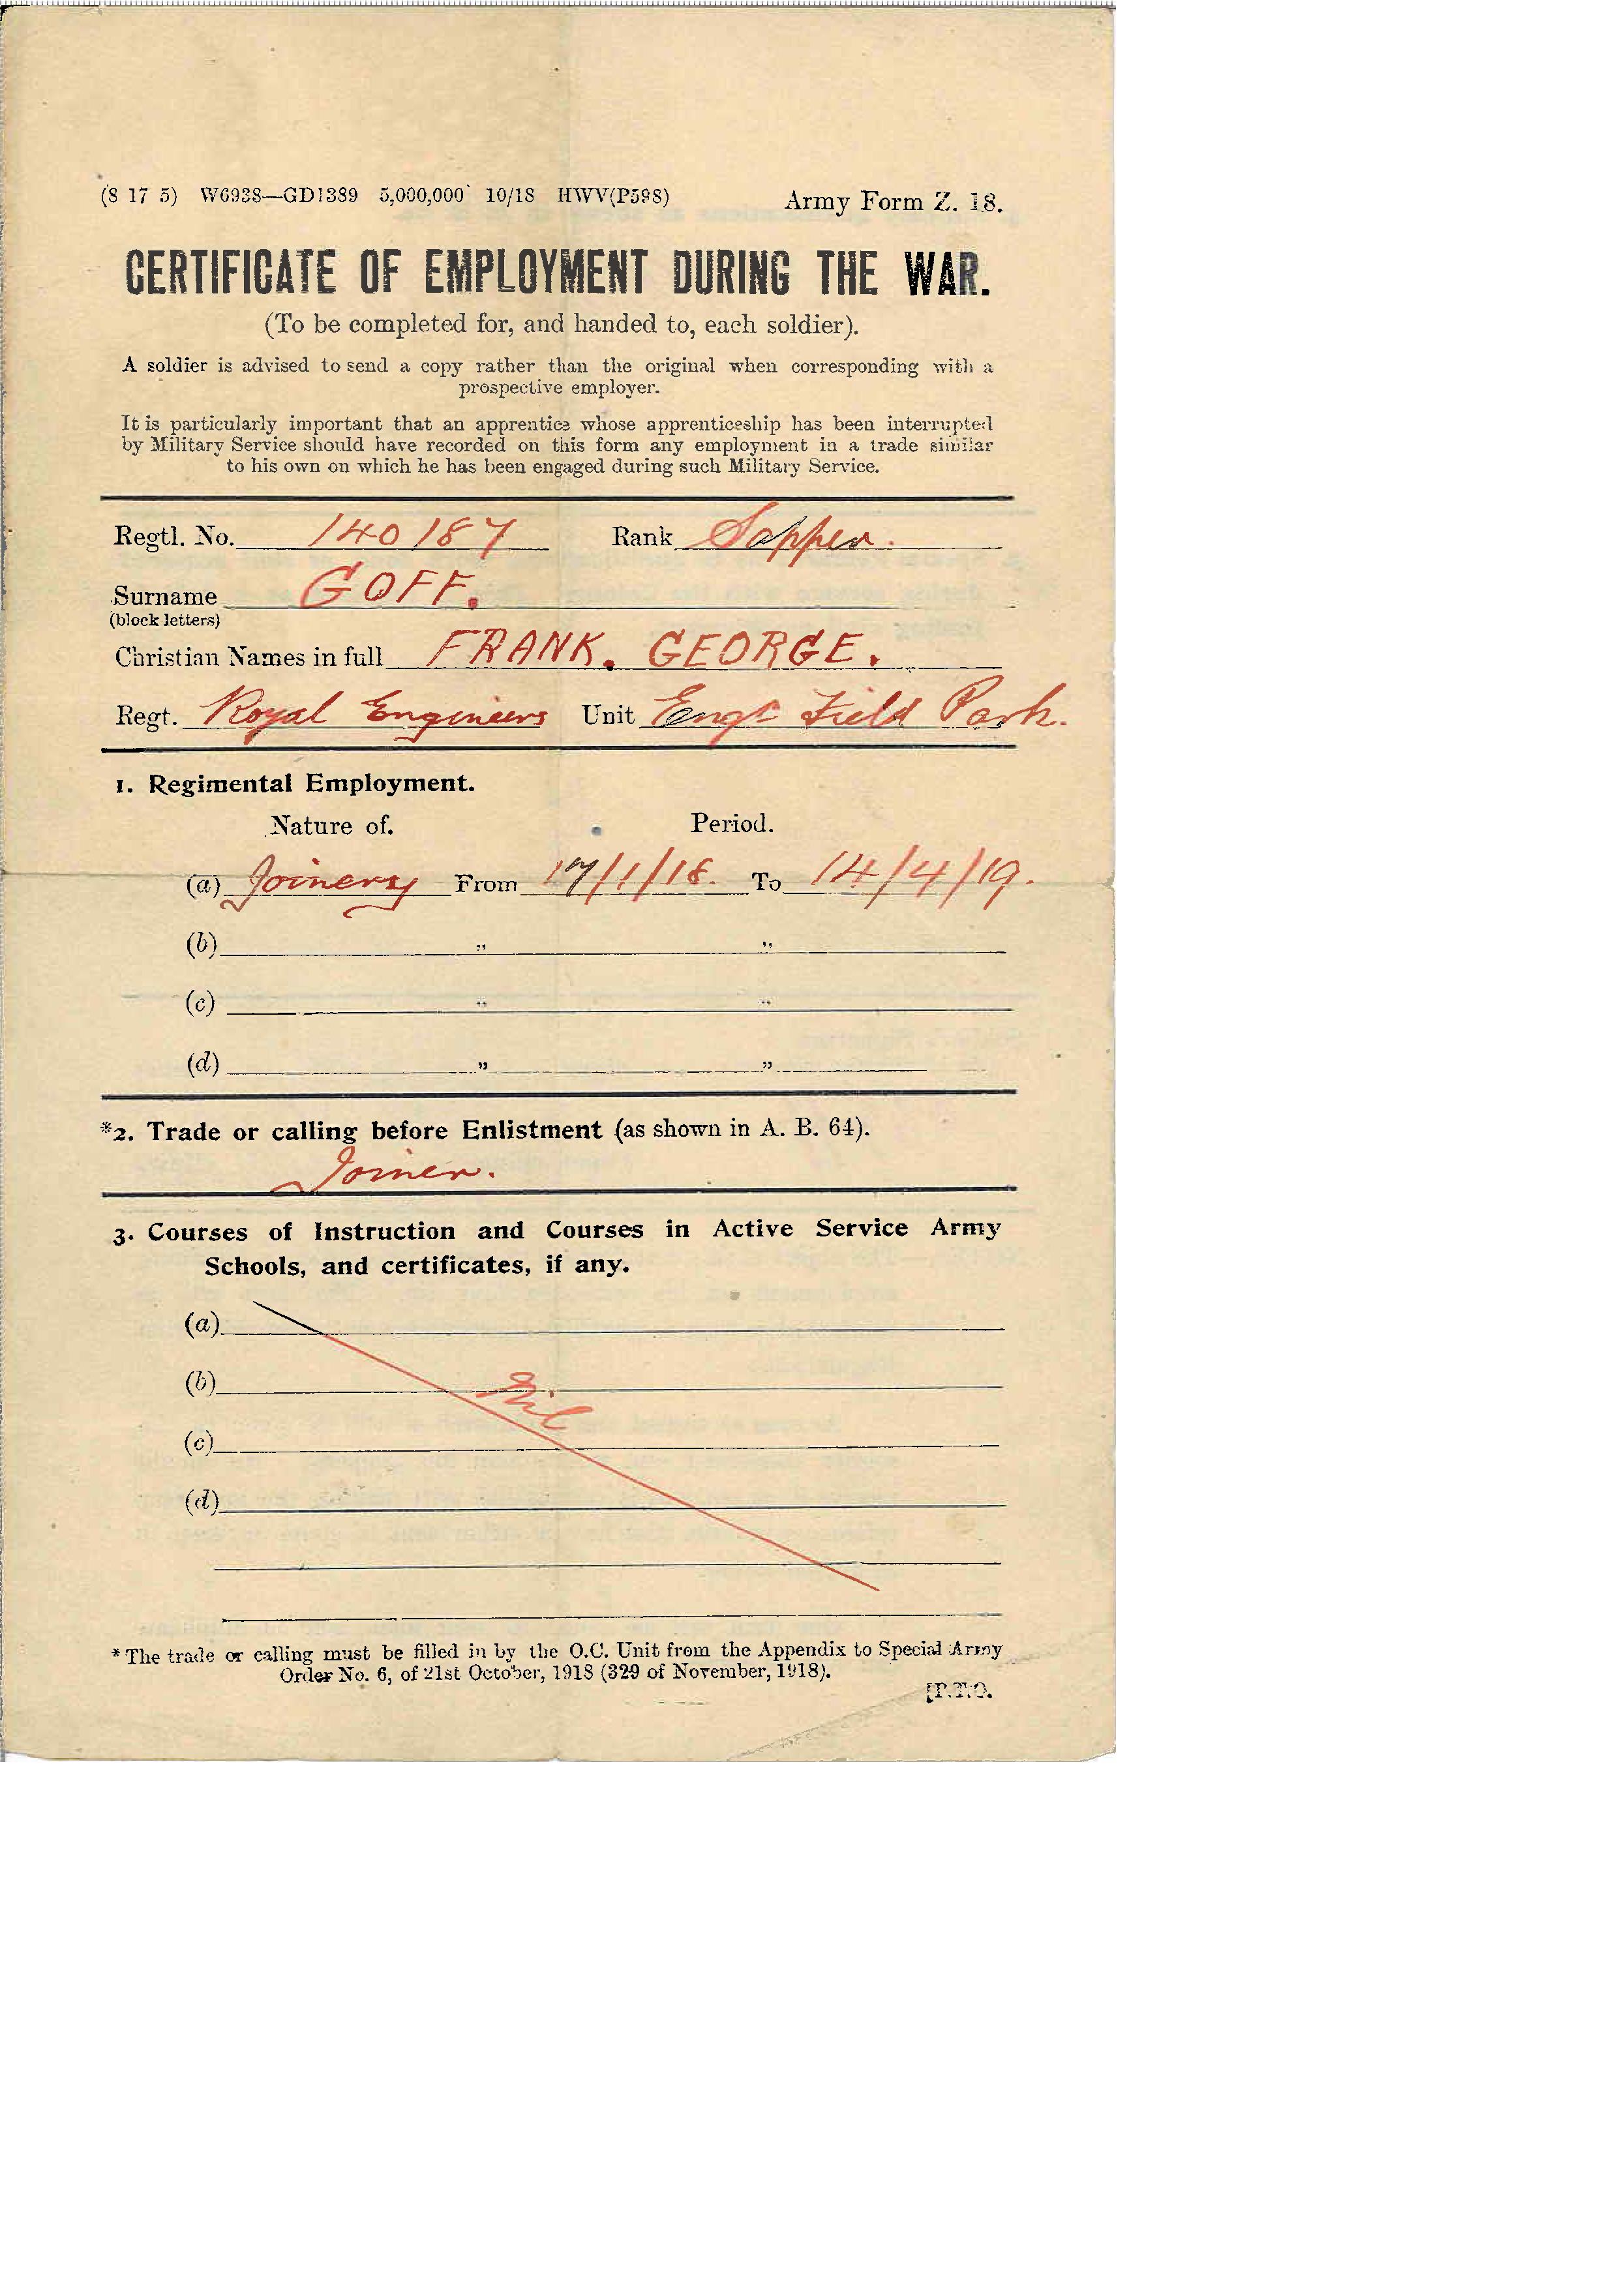 (8 17 5) W6938—GD1389 5,000,000 10/18 HWV(P598)
Army Form Z. 18.
CERTIFICATE OF EMPLOYMENT DURING THE WAR.
(To be completed for, and handed to, each soldier).
A soldier is advised to send a copy rather than the original when corresponding with a
prospective employer.
It is particularly important that an apprentice whose apprenticeship has been interrupted
by Military Service should have recorded on this form any employment in a trade similar
to his own on which he has been engaged during such Military Service.
Regtl. No. 140187 Rank Sapper.
Surname GOFF.
(block letters)
Christian Names in full FRANK. GEORGE.
Regt. Royal Engineers Unit Engr Field Park.
1. Regimental Employment.
Nature of. Period.
(a) Joinery From 17/1/16. To 14/4/19.
(b) " "
(c) " "
(d) " "
*2. Trade or calling before Enlistment (as shown in A. B. 64).
Joiner.
3. Courses of Instruction and Courses in Active Service Army
Schools, and certificates, if any.
(a)
(b)
Nil
(c)
(d)
*The trade or calling must be filled in by the O.C. Unit from the Appendix to Special Army
Order No. 6, of 21st October, 1918 (329 of November, 1918).
[P.T.O.